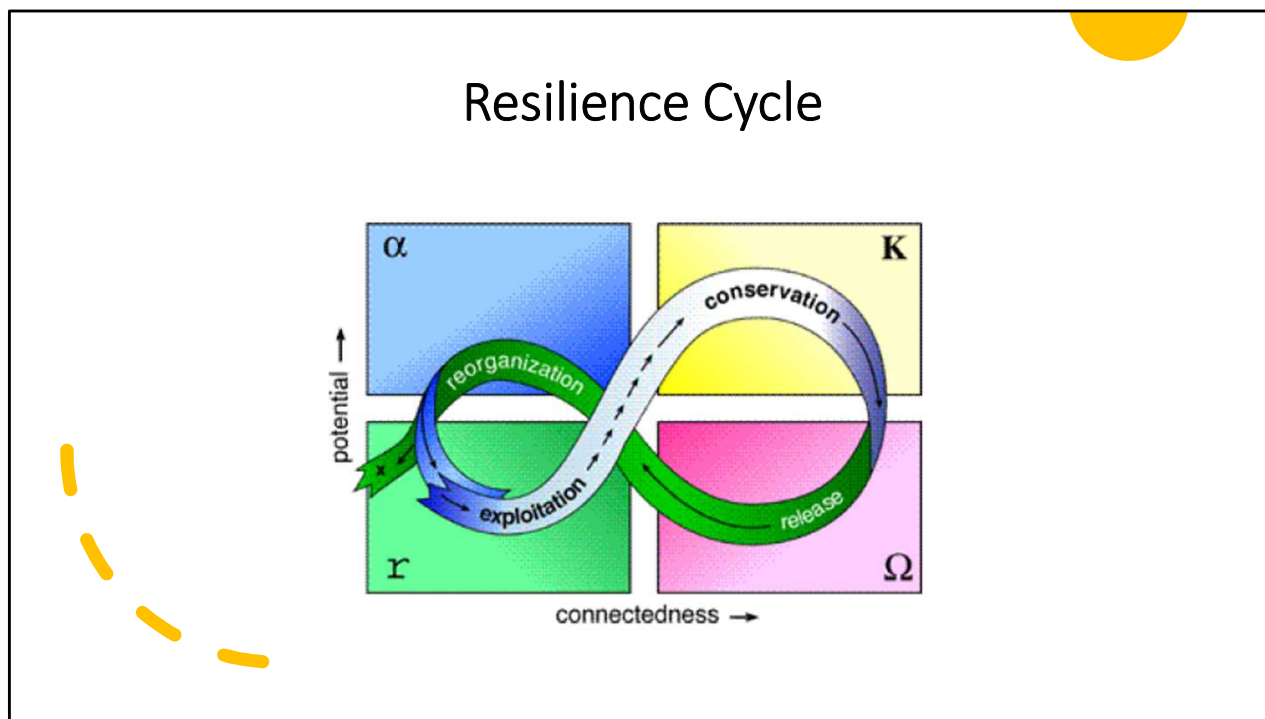 Resilience Cycle
α
K
conservation
reorganization
potential
x
exploitation
release
r
Ω
connectedness